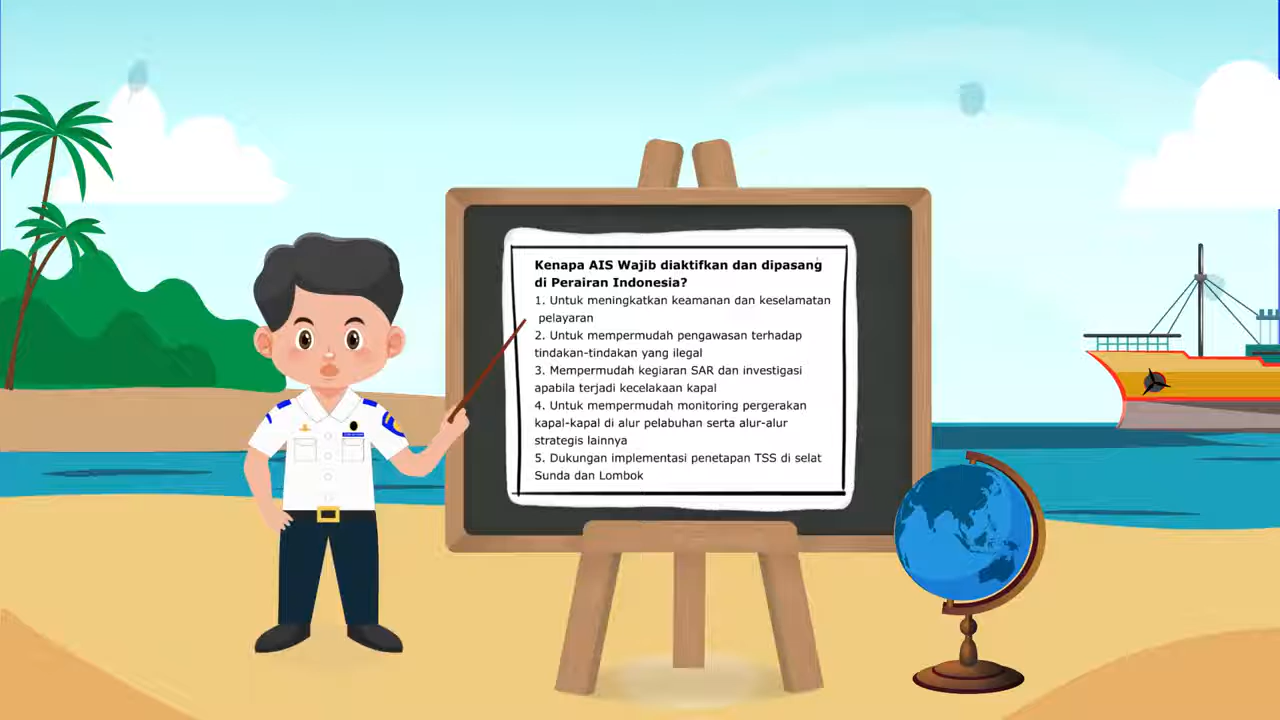 Kenapa AIS Wajib diaktifkan dan dipasang
di Perairan Indonesia?
1. Untuk meningkatkan keamanan dan keselamatan
pelayaran
2. Untuk mempermudah pengawasan terhadap
tindakan-tindakan yang ilegal
3. Mempermudah kegiaran SAR dan investigasi
apabila terjadi kecelakaan kapal
4. Untuk mempermudah monitoring pergerakan
kapal-kapal di alur pelabuhan serta alur-alur
strategis lainnya
5. Dukungan implementasi penetapan TSS di selat
Sunda dan Lombok